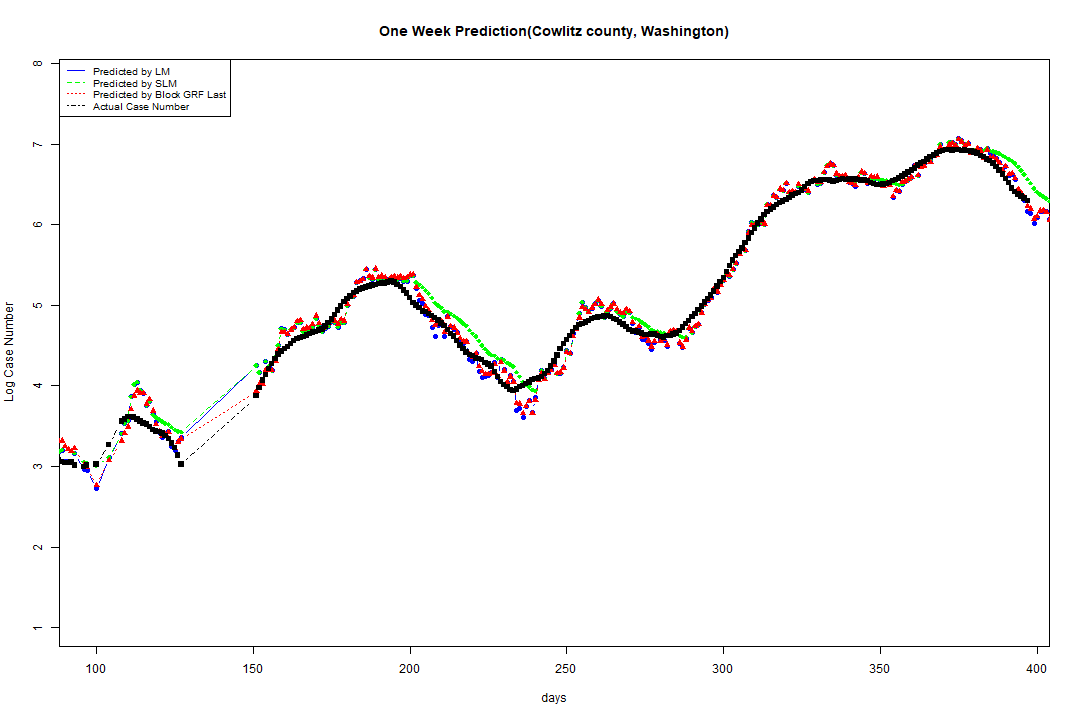 One Week Prediction(Cowlitz county, Washington)
Predicted by LM
Predicted by SLM
Predicted by Block GRF Last
Actual Case Number
Log Case Number
8
7
6
5
4
3
2
1
100 150 200 250 300 350 400
days